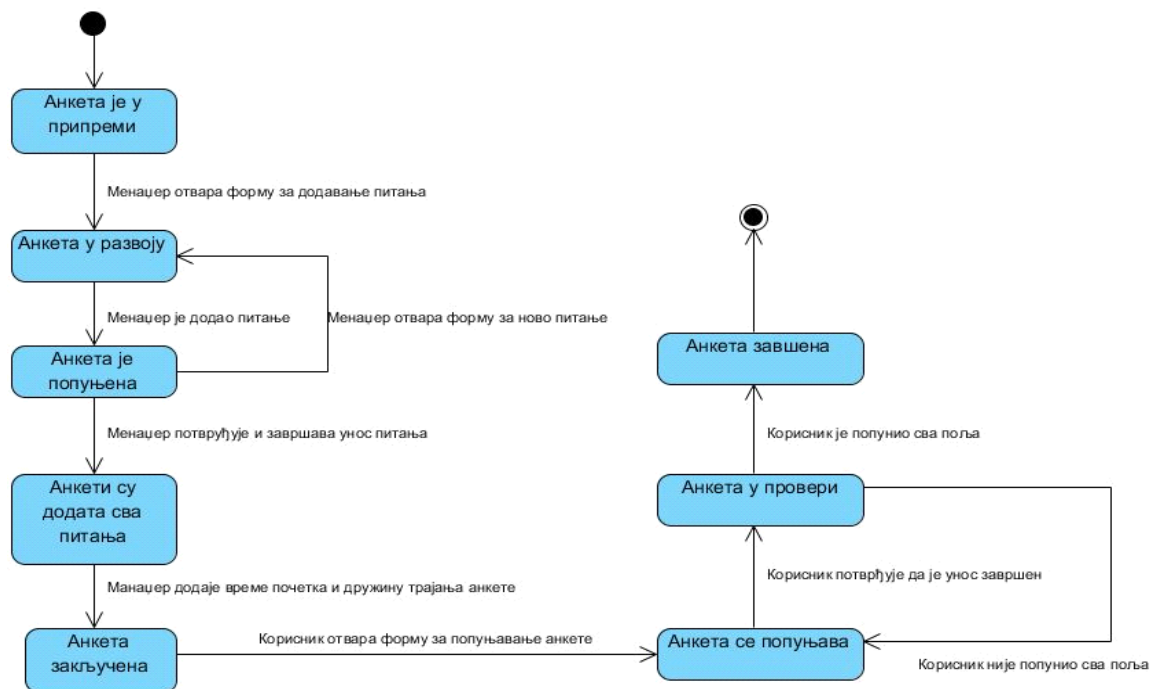 Анкета је у
припреми
Менаџер отвара форму за додавање питања
Анкета у развоју
Менаџер је додао питање
Менаџер отвара форму за ново питање
Анкета је
попуњена
Менаџер потвруђује и завршава унос питања
Анкети су
додата сва
питања
Манаџер додаје време почетка и дружину трајања анкете
Анкета
закључена
Корисник отвара форму за попуњавање анкете
Анкета завшена
Корисник је попунио сва поља
Анкета у провери
Корисник потврђује да је унос завршен
Анкета се попуњава
Корисник није попунио сва поља